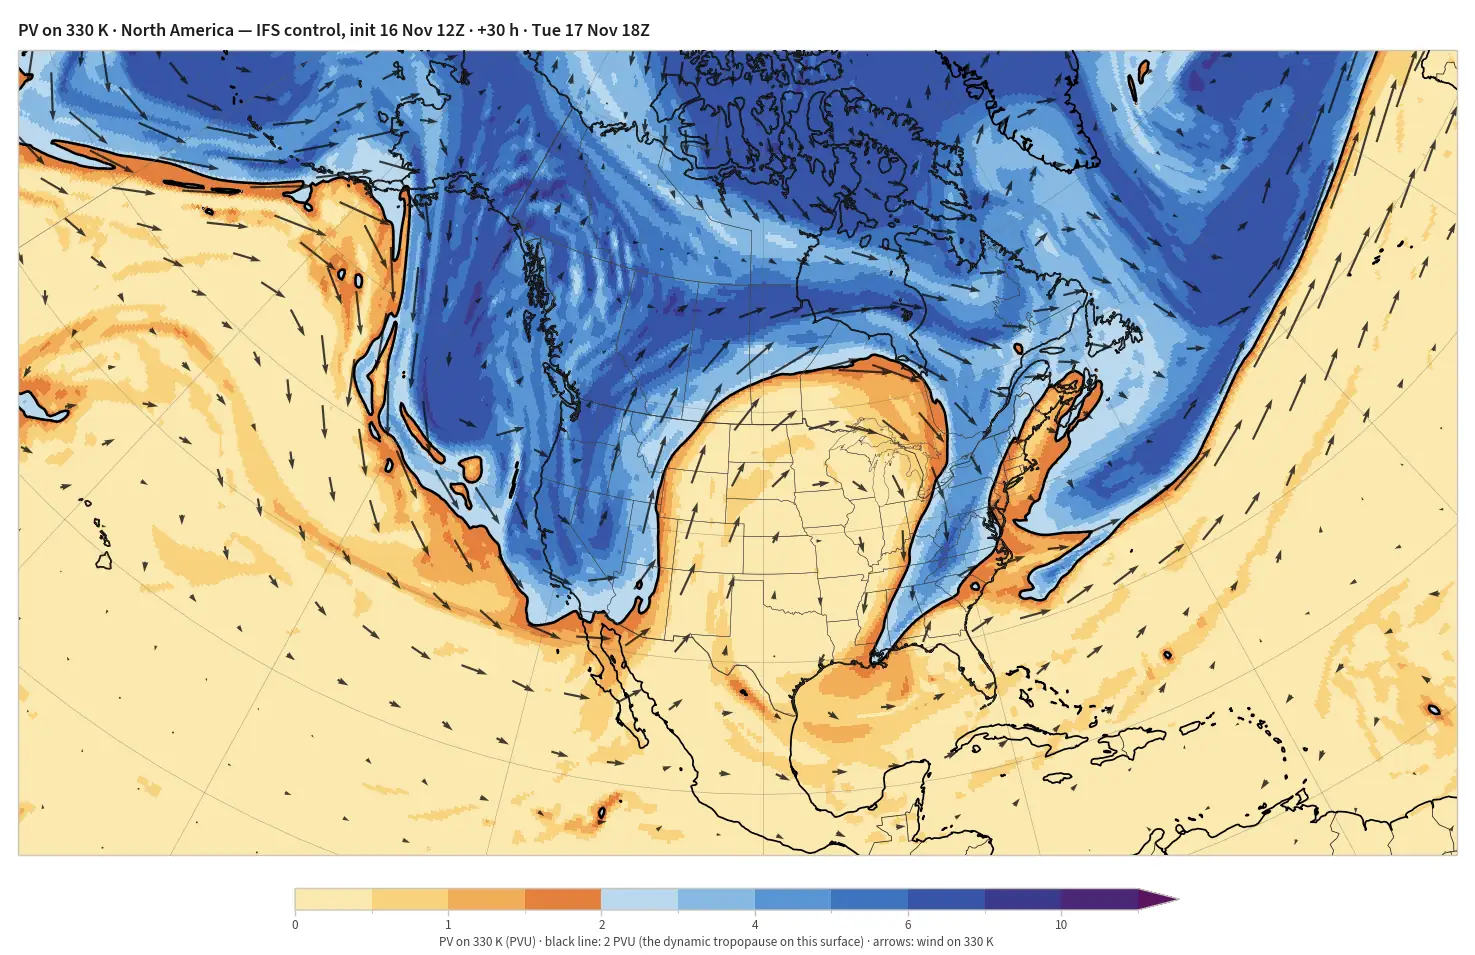 PV on 330 K · North America — IFS control, init 16 Nov 12Z · +30 h · Tue 17 Nov 18Z
0 1 2 4 6 8 10
PV on 330 K (PVU) · black line: 2 PVU (the dynamic tropopause on this surface) · arrows: wind on 330 K